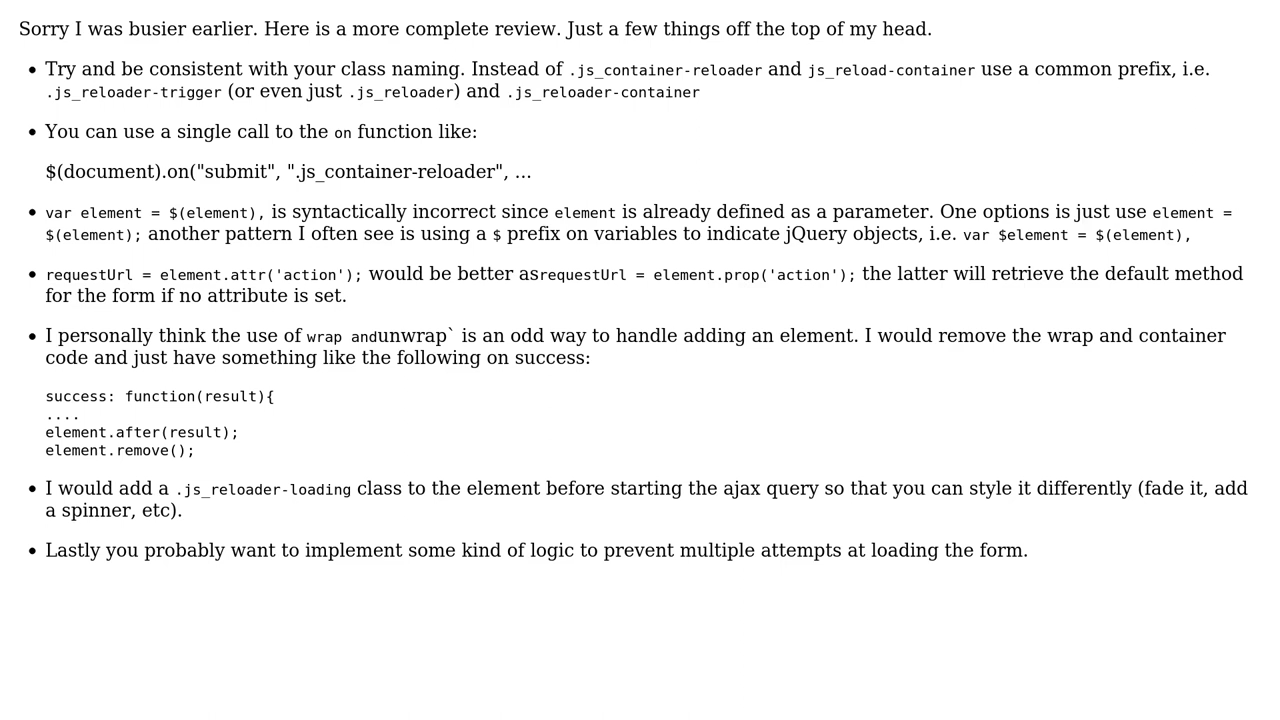 Sorry I was busier earlier. Here is a more complete review. Just a few things off the top of my head.
• Try and be consistent with your class naming. Instead of .js_container-reloader and js_reload-container use a common prefix, i.e.
.js_reloader-trigger (or even just .js_reloader) and .js_reloader-container
• You can use a single call to the on function like:
$(document).on("submit", ".js_container-reloader", ...
• var element = $(element), is syntactically incorrect since element is already defined as a parameter. One options is just use element =
$(element); another pattern I often see is using a $ prefix on variables to indicate jQuery objects, i.e. var $element = $(element),
• requestUrl = element.attr('action'); would be better asrequestUrl = element.prop('action'); the latter will retrieve the default method
for the form if no attribute is set.
• I personally think the use of wrap andunwrap` is an odd way to handle adding an element. I would remove the wrap and container
code and just have something like the following on success:
success: function(result){
....
element.after(result);
element.remove();
• I would add a .js_reloader-loading class to the element before starting the ajax query so that you can style it differently (fade it, add
a spinner, etc).
• Lastly you probably want to implement some kind of logic to prevent multiple attempts at loading the form.